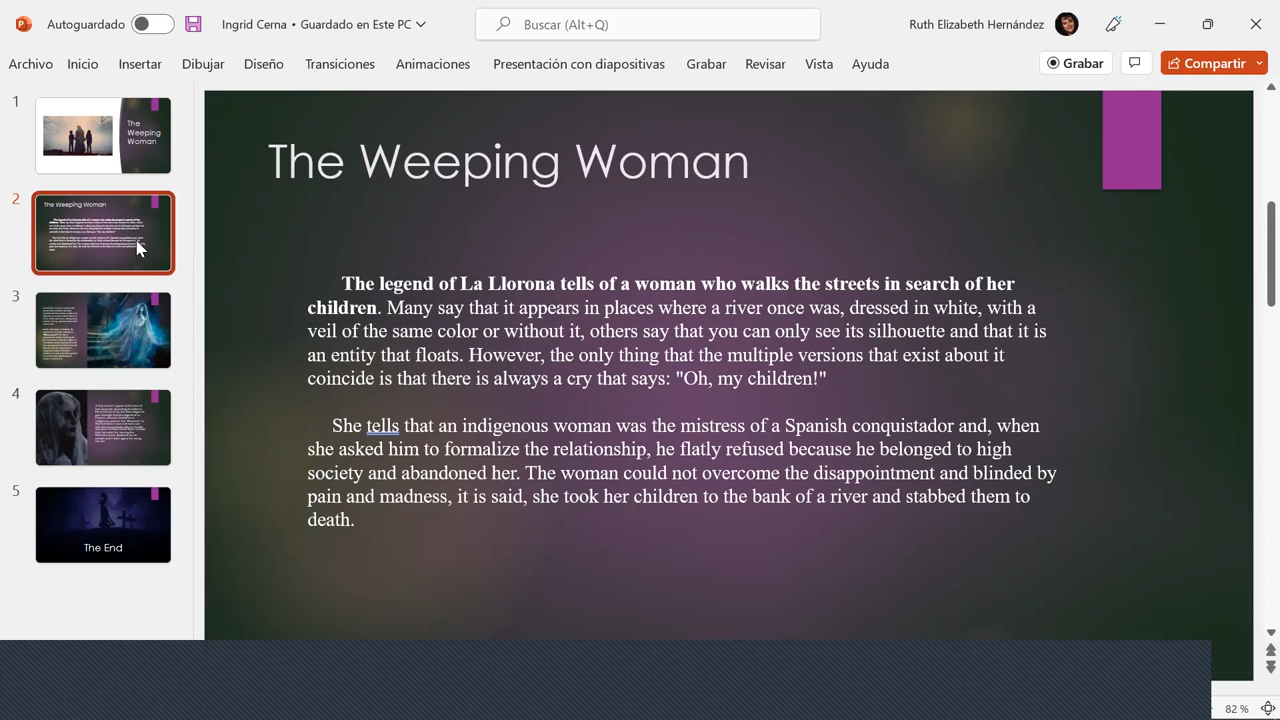 Autoguardado
Ingrid Cerna • Guardado en Este PC
Buscar (Alt+Q)
Ruth Elizabeth Hernández
Archivo Inicio Insertar Dibujar Diseño Transiciones Animaciones Presentación con diapositivas Grabar Revisar Vista Ayuda
Grabar
Compartir
1
The
Weeping
Woman
2
The Weeping Woman
3
4
5
The End
The Weeping Woman
The legend of La Llorona tells of a woman who walks the streets in search of her
children. Many say that it appears in places where a river once was, dressed in white, with a
veil of the same color or without it, others say that you can only see its silhouette and that it is
an entity that floats. However, the only thing that the multiple versions that exist about it
coincide is that there is always a cry that says: "Oh, my children!"
She tells that an indigenous woman was the mistress of a Spanish conquistador and, when
she asked him to formalize the relationship, he flatly refused because he belonged to high
society and abandoned her. The woman could not overcome the disappointment and blinded by
pain and madness, it is said, she took her children to the bank of a river and stabbed them to
death.
82 %